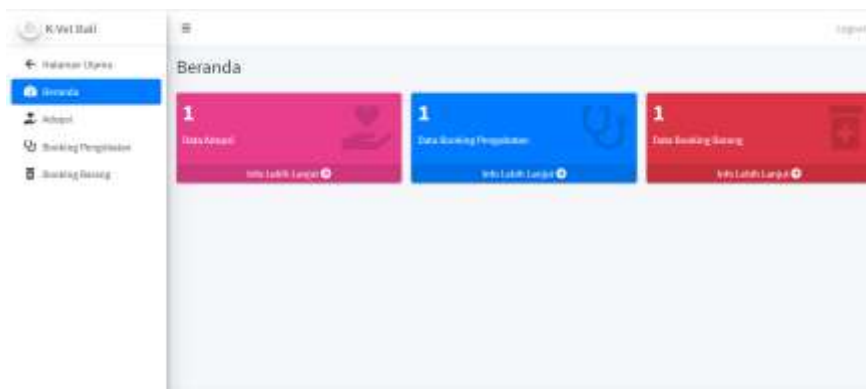 K-Vet Bali
Logout
Halaman Utama
Beranda
Adopsi
Booking Pengobatan
Booking Barang
Beranda
1
Data Adopsi
Info Lebih Lanjut
1
Data Booking Pengobatan
Info Lebih Lanjut
1
Data Booking Barang
Info Lebih Lanjut